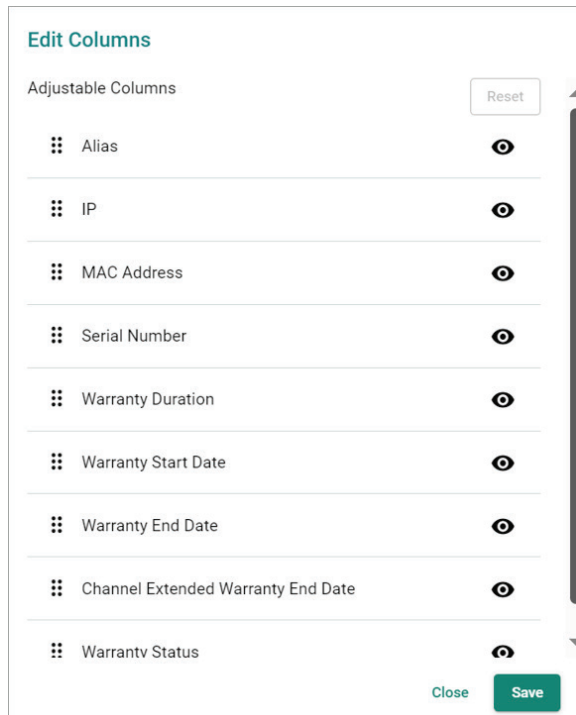 Edit Columns
Adjustable Columns Reset
Alias
IP
MAC Address
Serial Number
Warranty Duration
Warranty Start Date
Warranty End Date
Channel Extended Warranty End Date
Warranty Status
Close Save